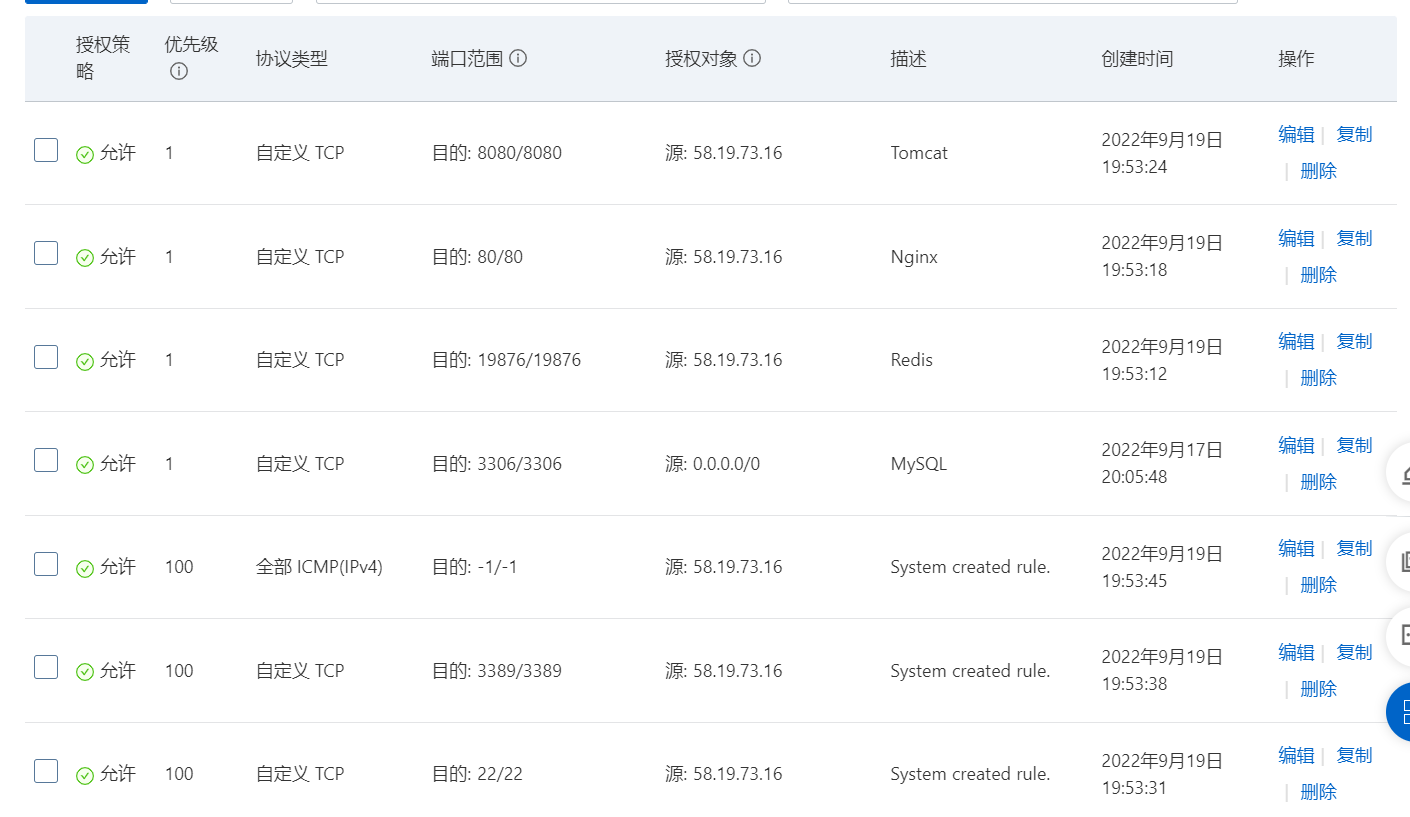 授权策略 优先级 协议类型 端口范围 授权对象 描述 创建时间 操作
允许 1 自定义 TCP 目的: 8080/8080 源: 58.19.73.16 Tomcat 2022年9月19日 19:53:24 编辑 | 复制 | 删除
允许 1 自定义 TCP 目的: 80/80 源: 58.19.73.16 Nginx 2022年9月19日 19:53:18 编辑 | 复制 | 删除
允许 1 自定义 TCP 目的: 19876/19876 源: 58.19.73.16 Redis 2022年9月19日 19:53:12 编辑 | 复制 | 删除
允许 1 自定义 TCP 目的: 3306/3306 源: 0.0.0.0/0 MySQL 2022年9月17日 20:05:48 编辑 | 复制 | 删除
允许 100 全部 ICMP(IPv4) 目的: -1/-1 源: 58.19.73.16 System created rule. 2022年9月19日 19:53:45 编辑 | 复制 | 删除
允许 100 自定义 TCP 目的: 3389/3389 源: 58.19.73.16 System created rule. 2022年9月19日 19:53:38 编辑 | 复制 | 删除
允许 100 自定义 TCP 目的: 22/22 源: 58.19.73.16 System created rule. 2022年9月19日 19:53:31 编辑 | 复制 | 删除